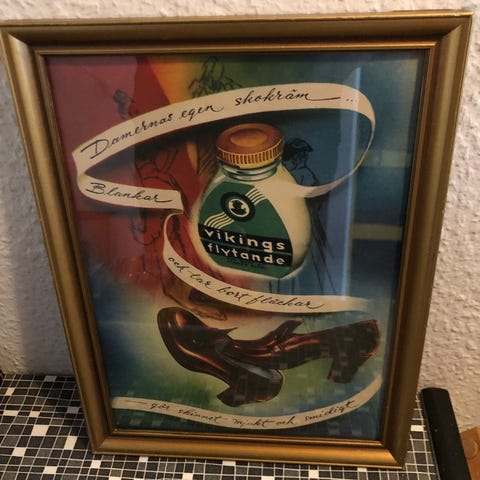 Damernas egen skokräm...
Blankar
vikings
flytande
och tar bort fläckar
— gör skinnet mjukt och smidigt